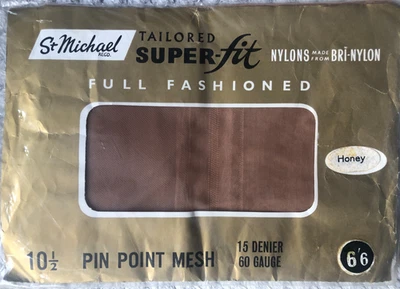 St Michael
REGD.
TAILORED
SUPER-fit
NYLONS MADE FROM BRĪ-NYLON
FULL FASHIONED
Honey
10½ PIN POINT MESH
15 DENIER
60 GAUGE
6'6